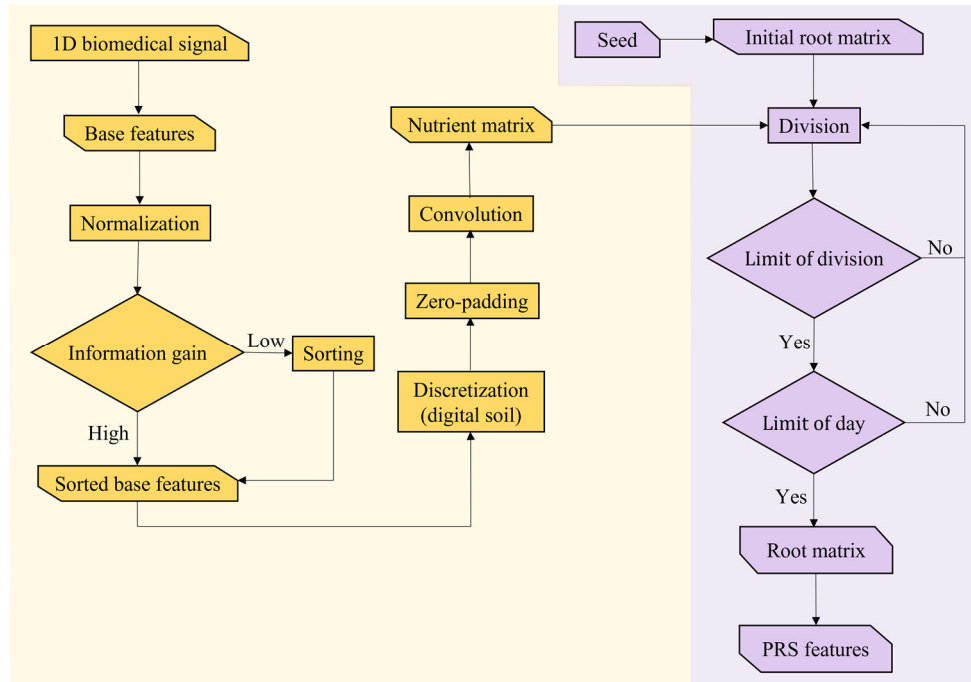 1D biomedical signal
Base features
Normalization
Information gain
Low
Sorting
High
Sorted base features
Nutrient matrix
Convolution
Zero-padding
Discretization
(digital soil)
Seed
Initial root matrix
Division
Limit of division
No
Yes
Limit of day
No
Yes
Root matrix
PRS features